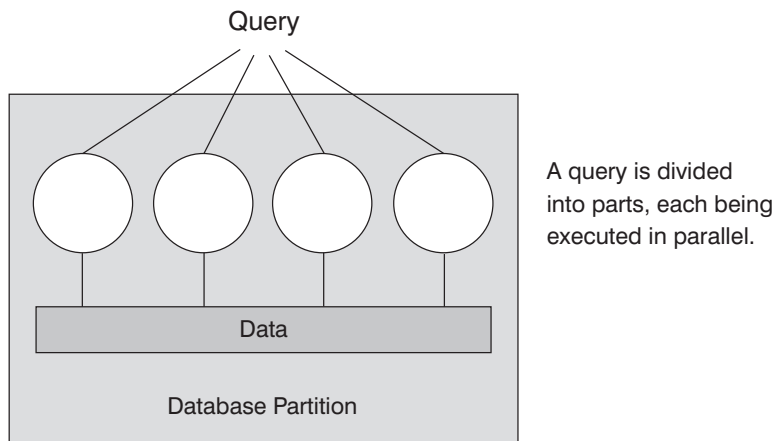 Query
A query is divided
into parts, each being
executed in parallel.
Data
Database Partition